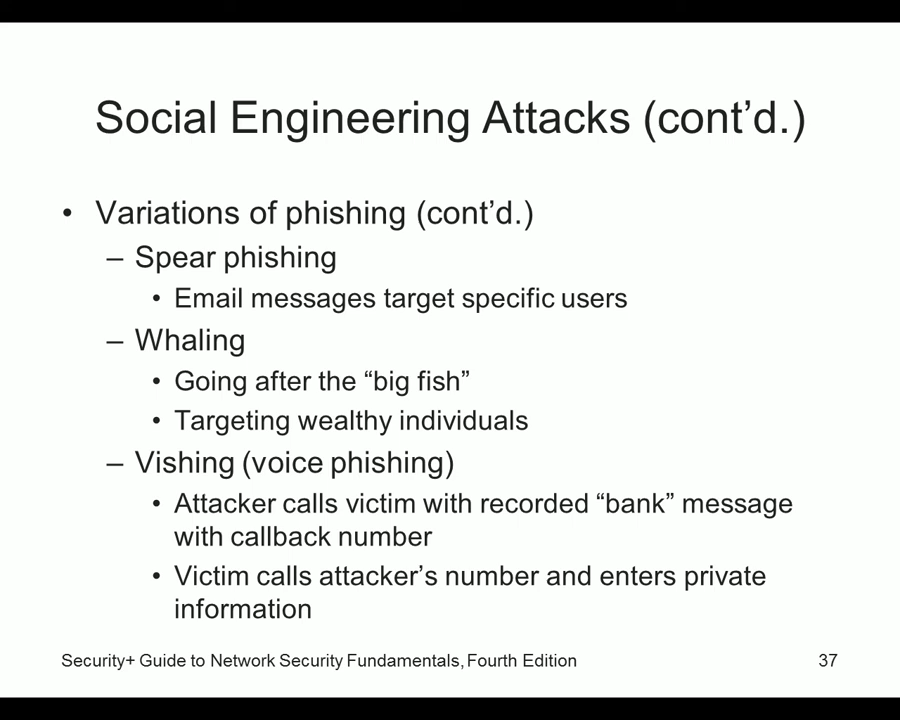 Social Engineering Attacks (cont’d.)
• Variations of phishing (cont’d.)
– Spear phishing
• Email messages target specific users
– Whaling
• Going after the “big fish”
• Targeting wealthy individuals
– Vishing (voice phishing)
• Attacker calls victim with recorded “bank” message
with callback number
• Victim calls attacker’s number and enters private
information
Security+ Guide to Network Security Fundamentals, Fourth Edition
37